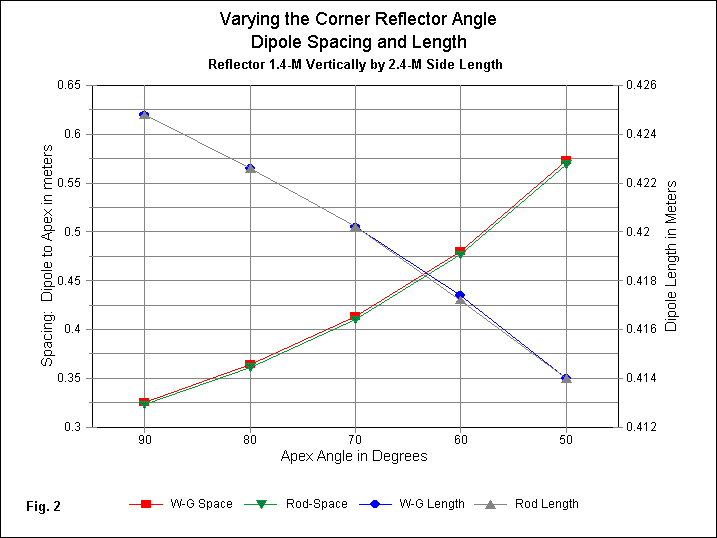 Varying the Corner Reflector Angle
Dipole Spacing and Length
Reflector 1.4-M Vertically by 2.4-M Side Length
0.65
0.6
0.55
0.5
0.45
0.4
0.35
0.3
Spacing: Dipole to Apex in meters
0.426
0.424
0.422
0.42
0.418
0.416
0.414
0.412
Dipole Length in Meters
90 80 70 60 50
Apex Angle in Degrees
Fig. 2
W-G Space Rod-Space W-G Length Rod Length